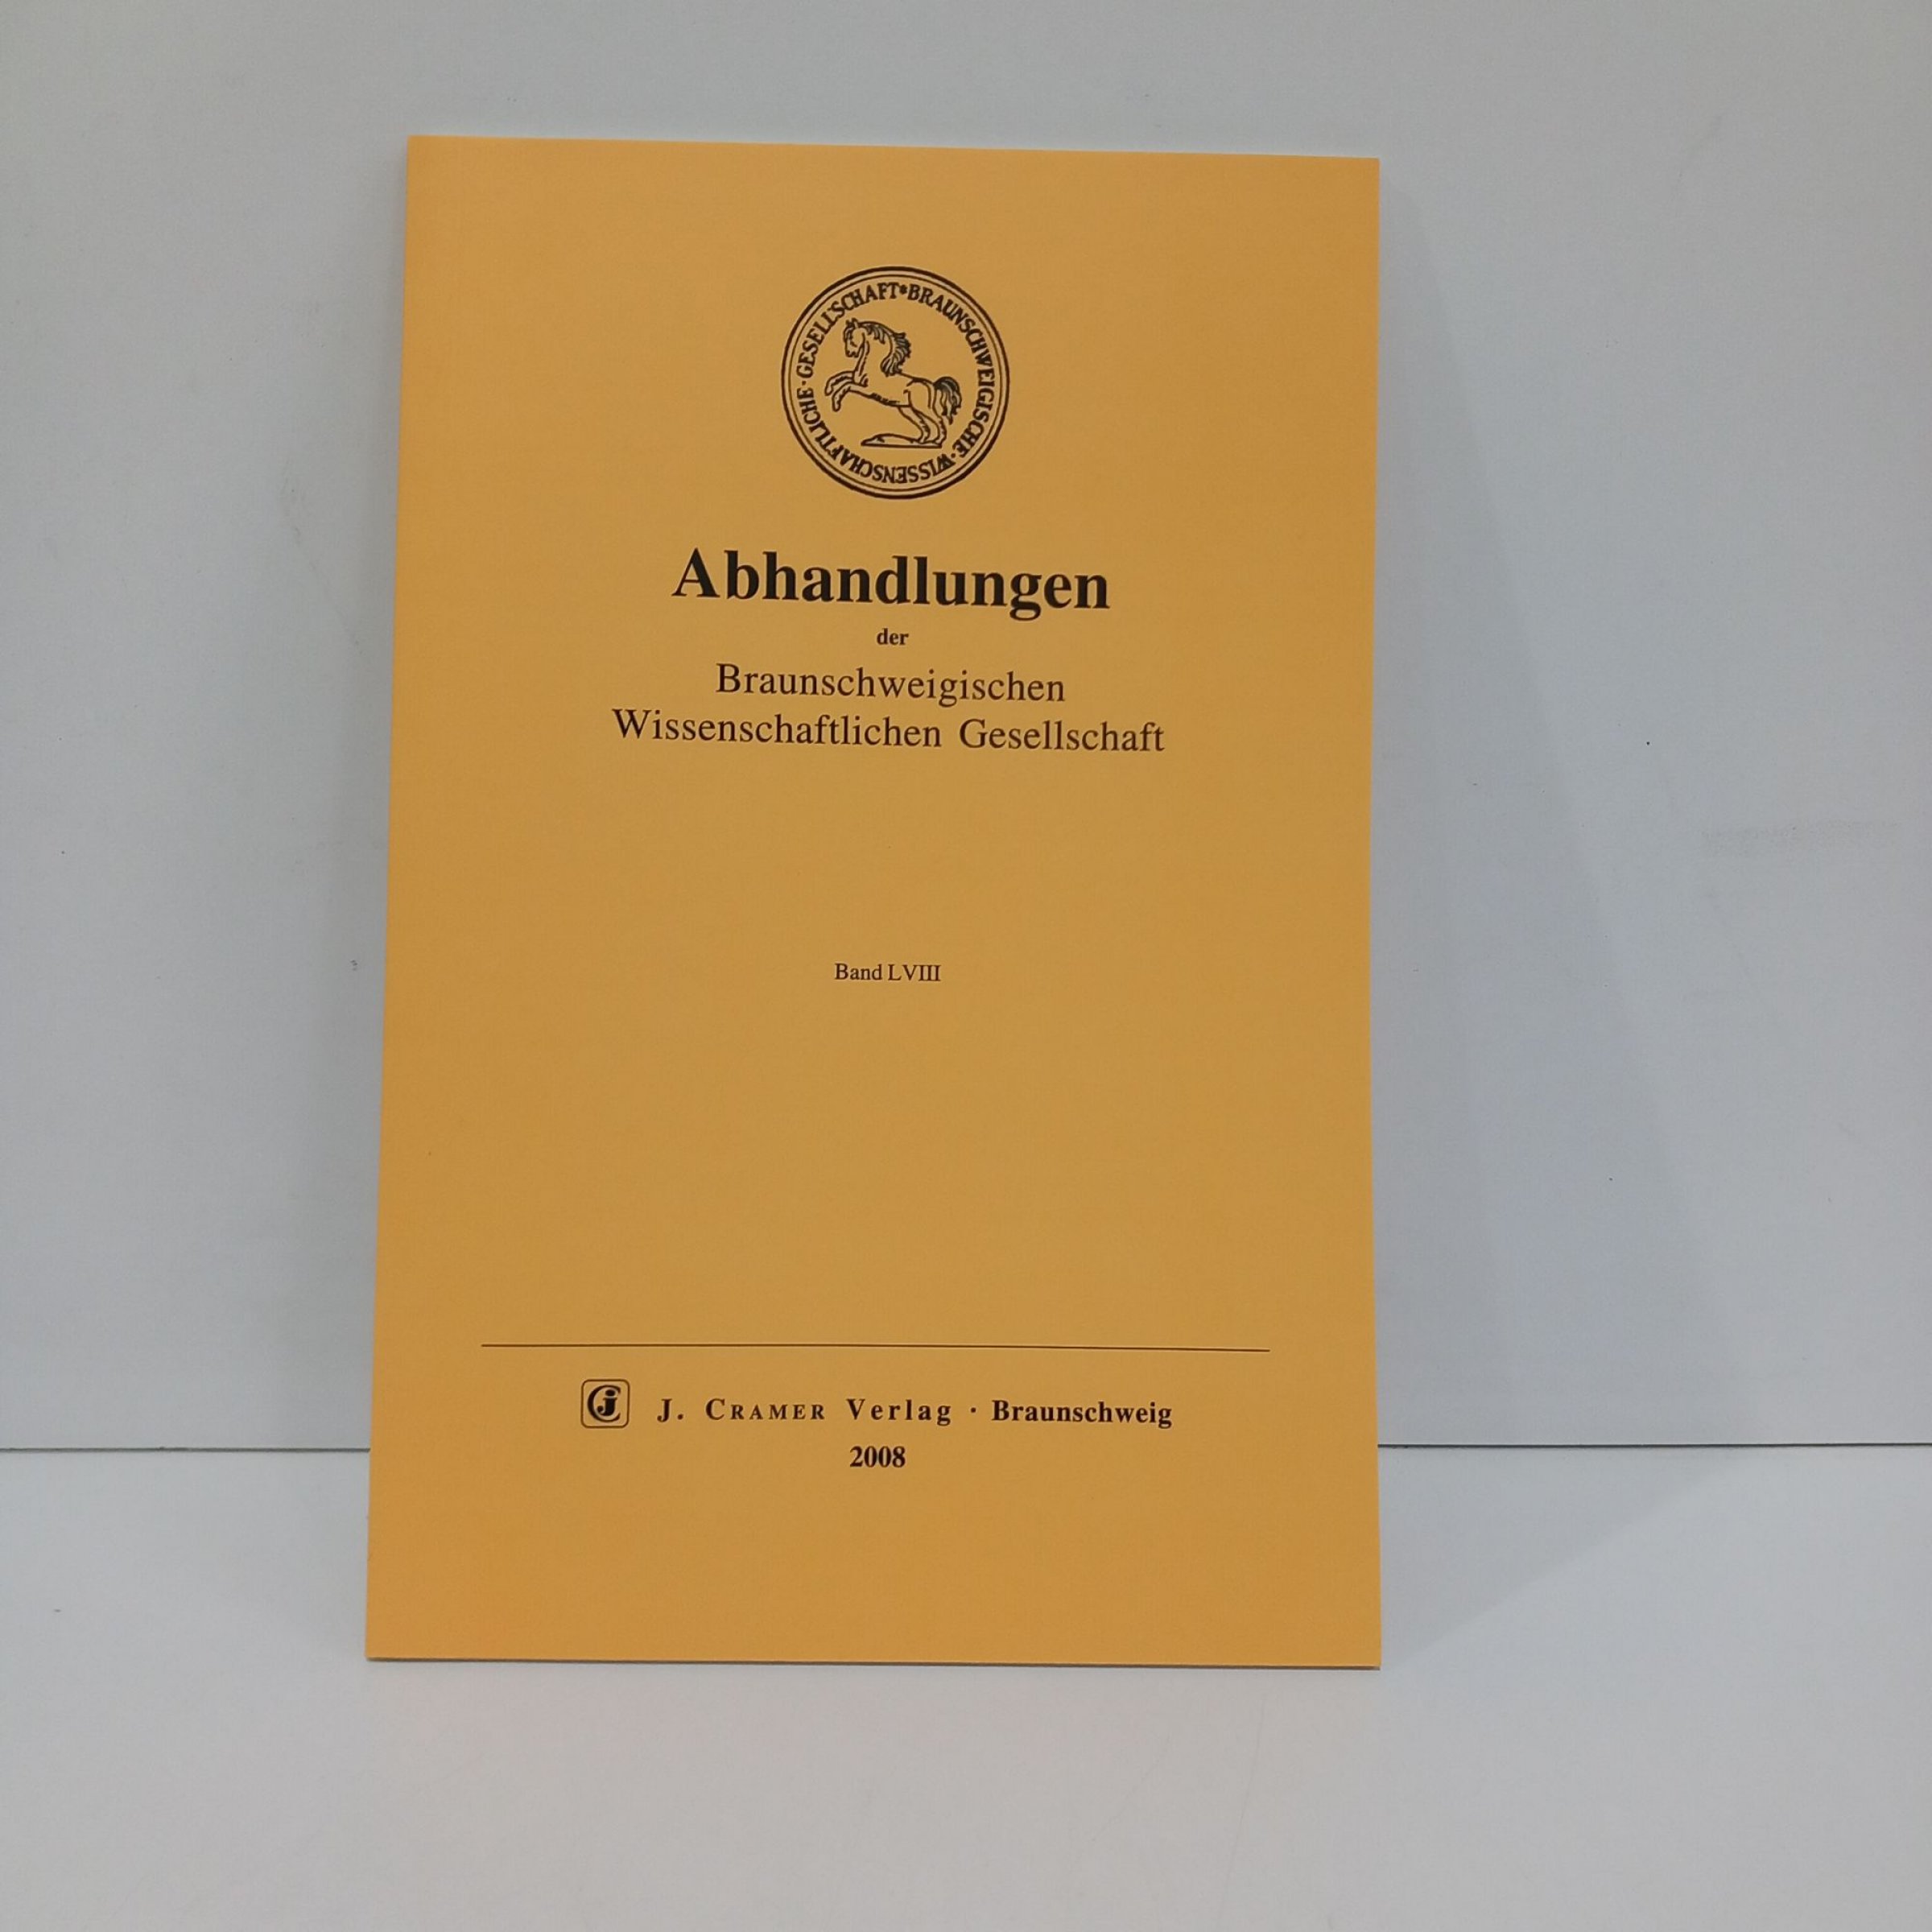 BRAUNSCHWEIGISCHE·WISSENSCHAFTLICHE·GESELLSCHAFT*
Abhandlungen
der
Braunschweigischen
Wissenschaftlichen Gesellschaft
Band LVIII
J. CRAMER Verlag · Braunschweig
2008